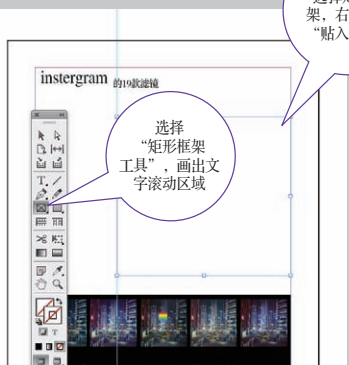 架，右
“贴入
instergram 的19款滤镜
选择
“矩形框架
工具”，画出文
字滚动区域